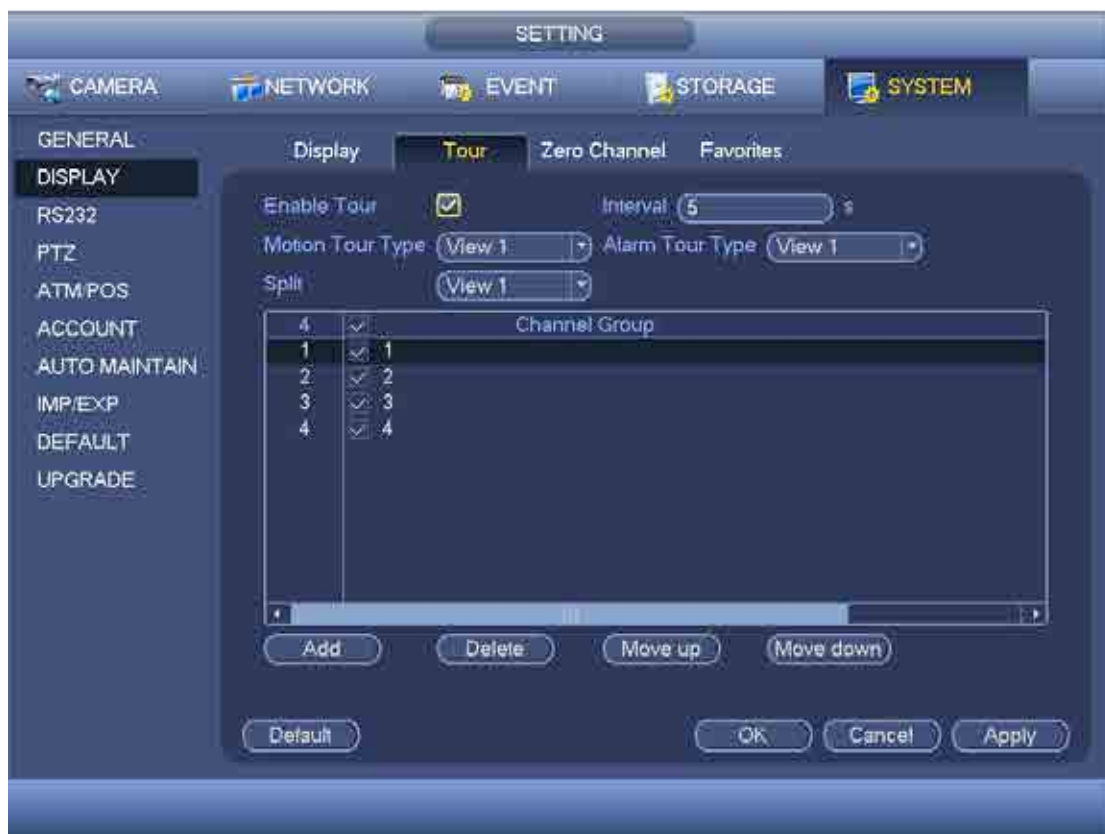 SETTING
CAMERA NETWORK EVENT STORAGE SYSTEM
GENERAL
DISPLAY
RS232
PTZ
ATM/POS
ACCOUNT
AUTO MAINTAIN
IMP/EXP
DEFAULT
UPGRADE
Display Tour Zero Channel Favorites
Enable Tour Interval 5 s
Motion Tour Type View 1 Alarm Tour Type View 1
Split View 1
4 Channel Group
1 1
2 2
3 3
4 4
Add Delete Move up Move down
Default OK Cancel Apply